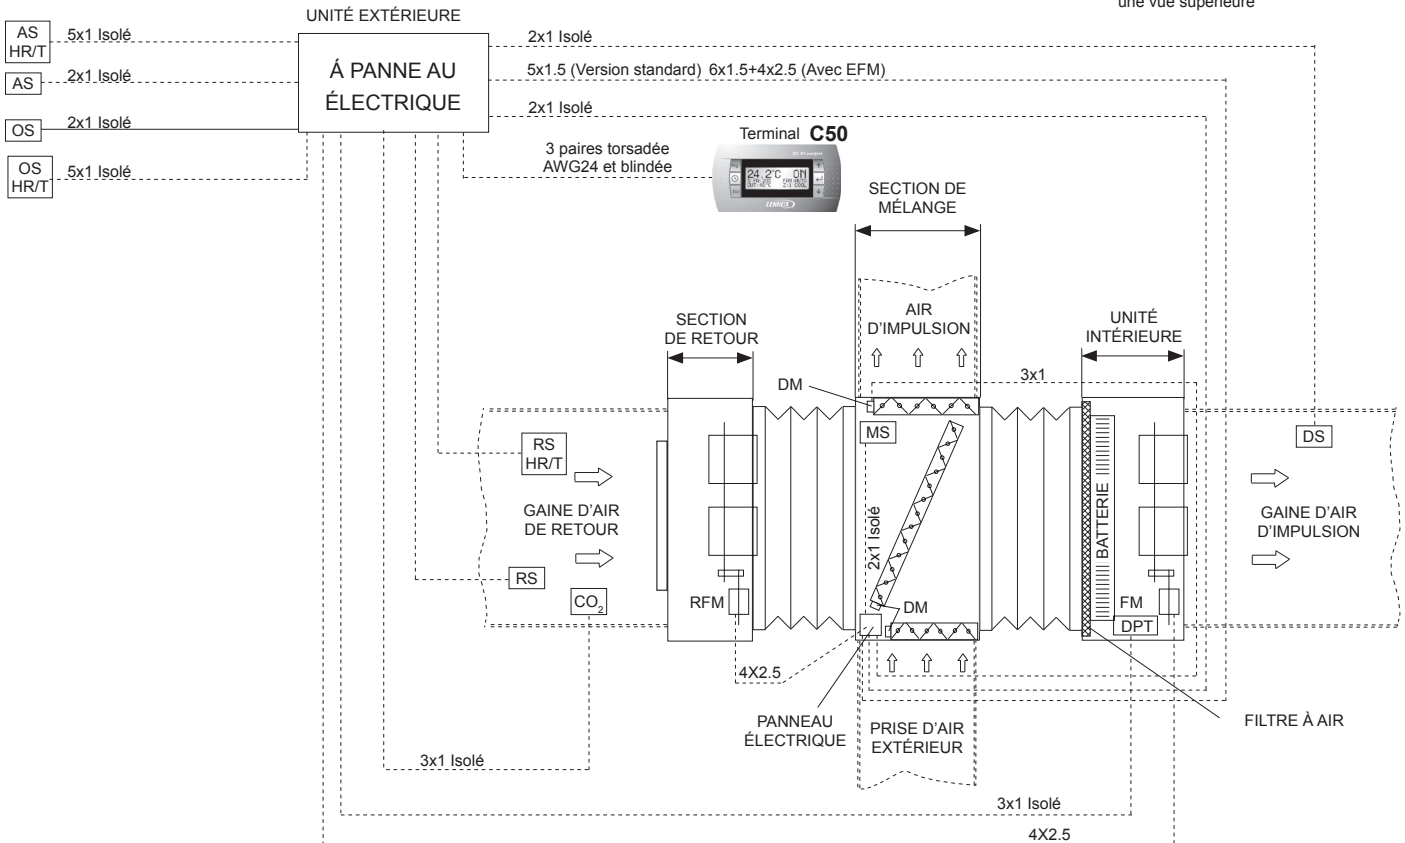 une vue supérieure
UNITÉ EXTÉRIEURE
AS
HR/T
5x1 Isolé
2x1 Isolé
Á PANNE AU
ÉLECTRIQUE
5x1.5 (Version standard) 6x1.5+4x2.5 (Avec EFM)
AS
2x1 Isolé
2x1 Isolé
OS
2x1 Isolé
Terminal C50
3 paires torsadée
AWG24 et blindée
OS
HR/T
5x1 Isolé
24.2°C ON
LENNOX
SECTION DE
MÉLANGE
AIR
D'IMPULSION
SECTION
DE RETOUR
UNITÉ
INTÉRIEURE
3x1
DM
MS
DS
RS
HR/T
GAINE D'AIR
DE RETOUR
2x1 Isolé
BATTERIE
GAINE D'AIR
D'IMPULSION
RS
CO2
RFM
DM
FM
DPT
4X2.5
PANNEAU
ÉLECTRIQUE
PRISE D'AIR
EXTÉRIEUR
FILTRE À AIR
3x1 Isolé
3x1 Isolé
4X2.5